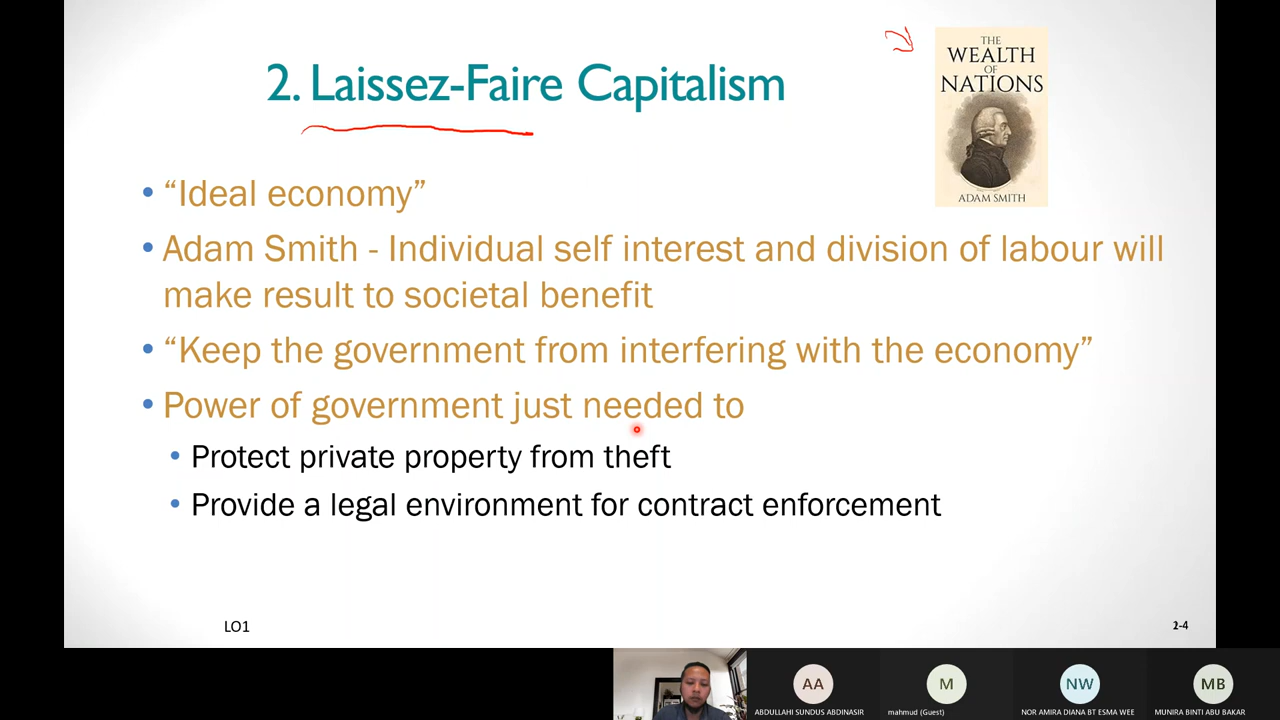 THE
WEALTH
OF
NATIONS
ADAM SMITH
2. Laissez-Faire Capitalism
• “Ideal economy”
• Adam Smith - Individual self interest and division of labour will
make result to societal benefit
• “Keep the government from interfering with the economy”
• Power of government just needed to
• Protect private property from theft
• Provide a legal environment for contract enforcement
LO1
2-4
AA
ABDULLAHI SUNDUS ABDINASIR
M
mahmud (Guest)
NW
NOR AMIRA DIANA BT ESMA WEE
MB
MUNIRA BINTI ABU BAKAR